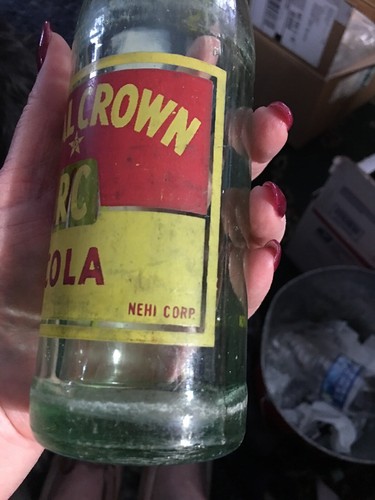 L CROWN
RC
OLA
NEHI CORP.